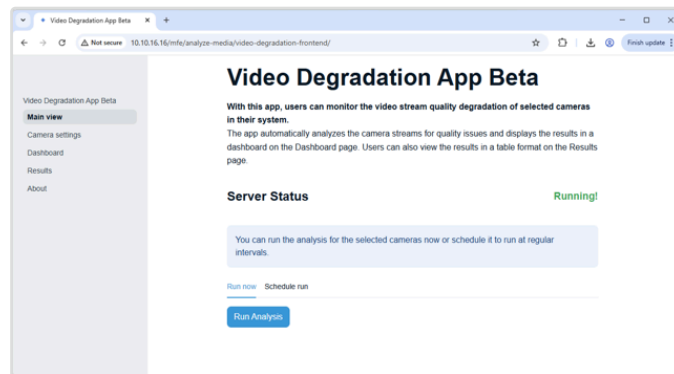 Video Degradation App Beta
Not secure 10.10.16.16/mfe/analyze-media/video-degradation-frontend/
Finish update
Video Degradation App Beta
Main view
Camera settings
Dashboard
Results
About
Video Degradation App Beta
With this app, users can monitor the video stream quality degradation of selected cameras
in their system.
The app automatically analyzes the camera streams for quality issues and displays the results in a
dashboard on the Dashboard page. Users can also view the results in a table format on the Results
page.
Server Status Running!
You can run the analysis for the selected cameras now or schedule it to run at regular
intervals.
Run now Schedule run
Run Analysis